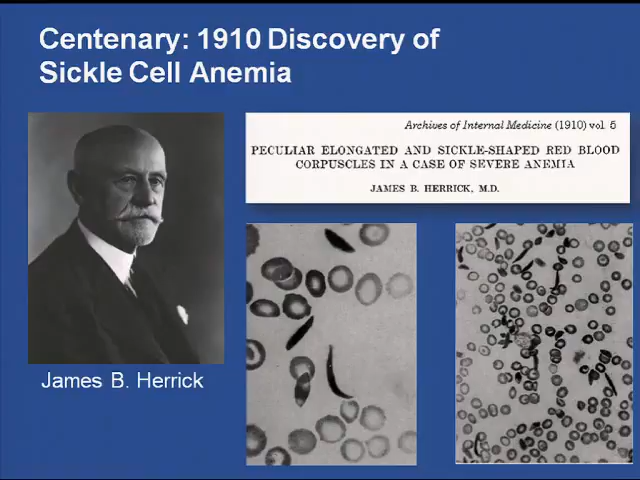 Centenary: 1910 Discovery of
Sickle Cell Anemia
Archives of Internal Medicine (1910) vol. 5
PECULIAR ELONGATED AND SICKLE-SHAPED RED BLOOD
CORPUSCLES IN A CASE OF SEVERE ANEMIA
JAMES B. HERRICK, M.D.
James B. Herrick